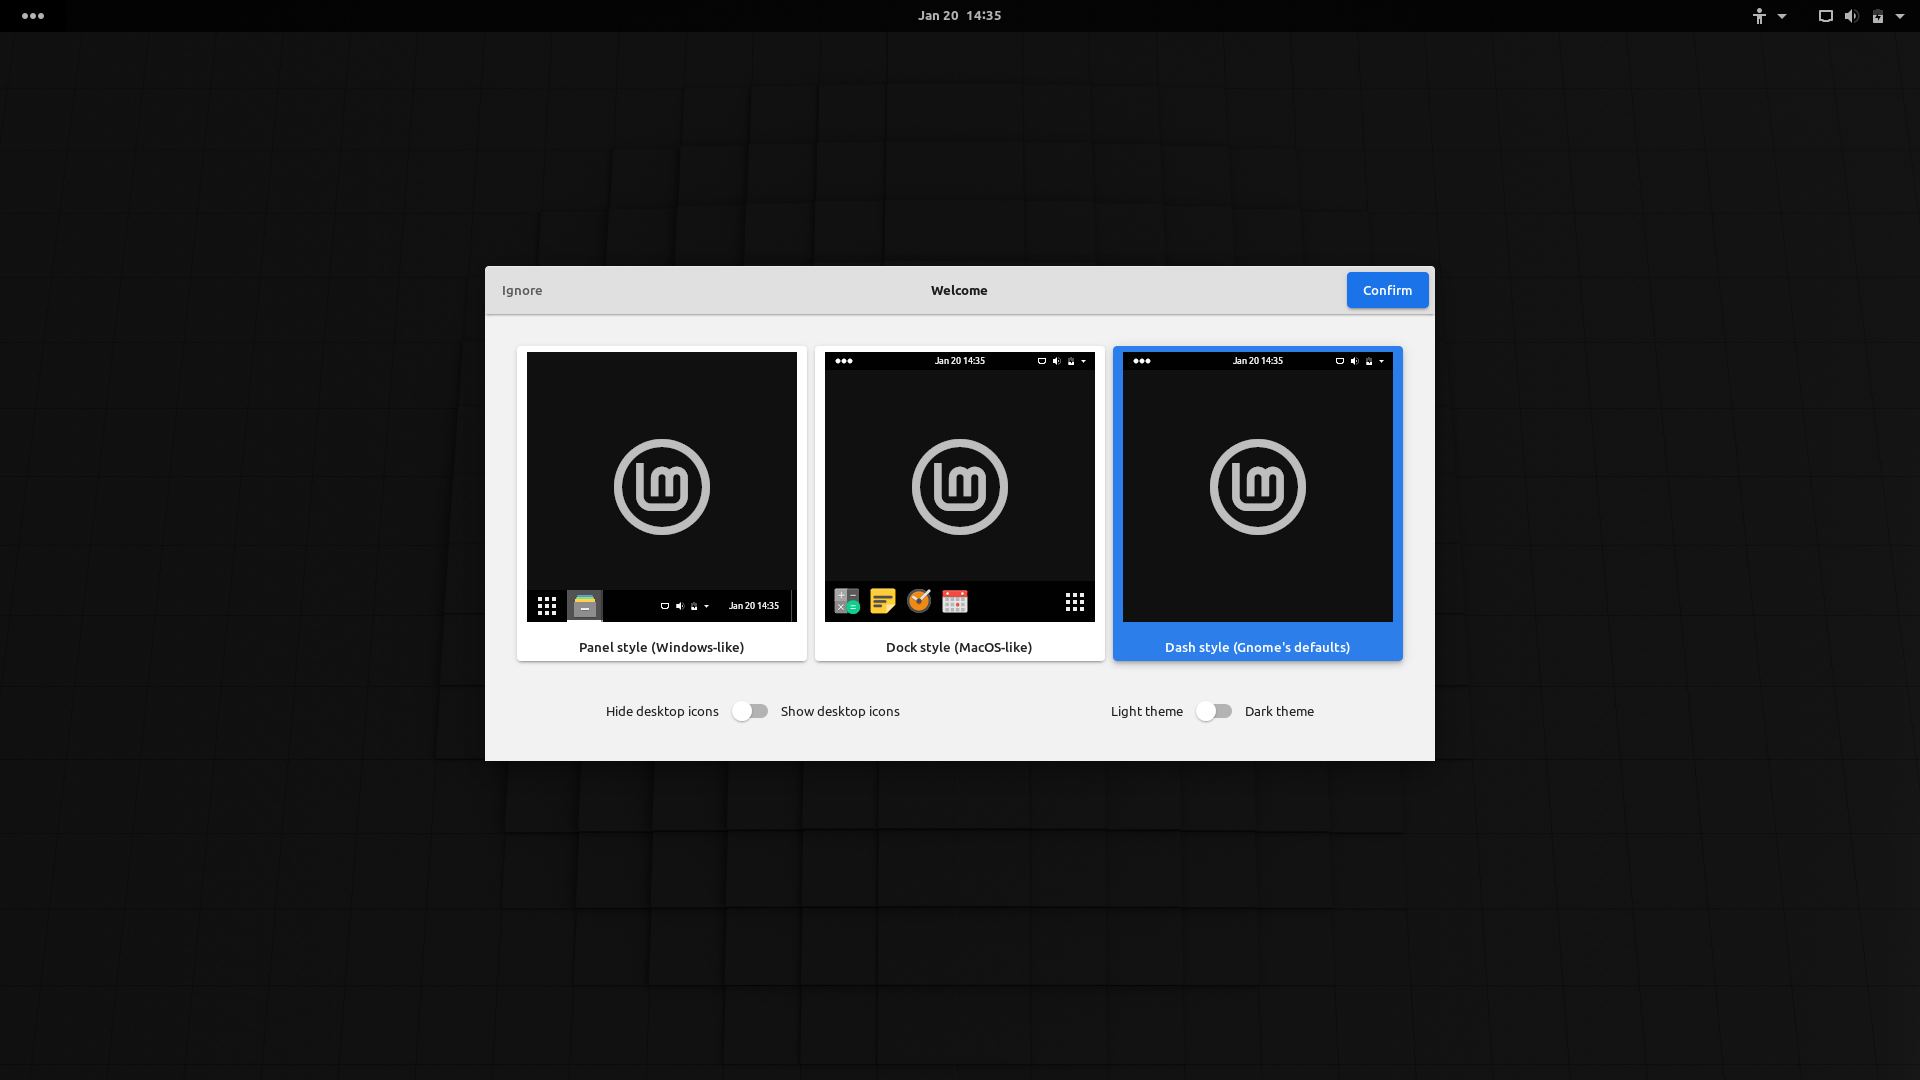 Jan 20 14:35
Ignore
Welcome
Confirm
Jan 20 14:35
Panel style (Windows-like)
Jan 20 14:35
Dock style (MacOS-like)
Jan 20 14:35
Dash style (Gnome's defaults)
Hide desktop icons
Show desktop icons
Light theme
Dark theme